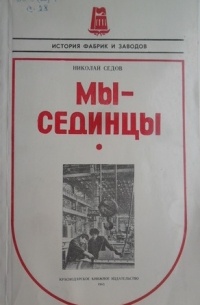 ИСТОРИЯ ФАБРИК И ЗАВОДОВ
НИКОЛАЙ СЕДОВ
МЫ-
СЕДИНЦЫ
КРАСНОДАРСКОЕ КНИЖНОЕ ИЗДАТЕЛЬСТВО